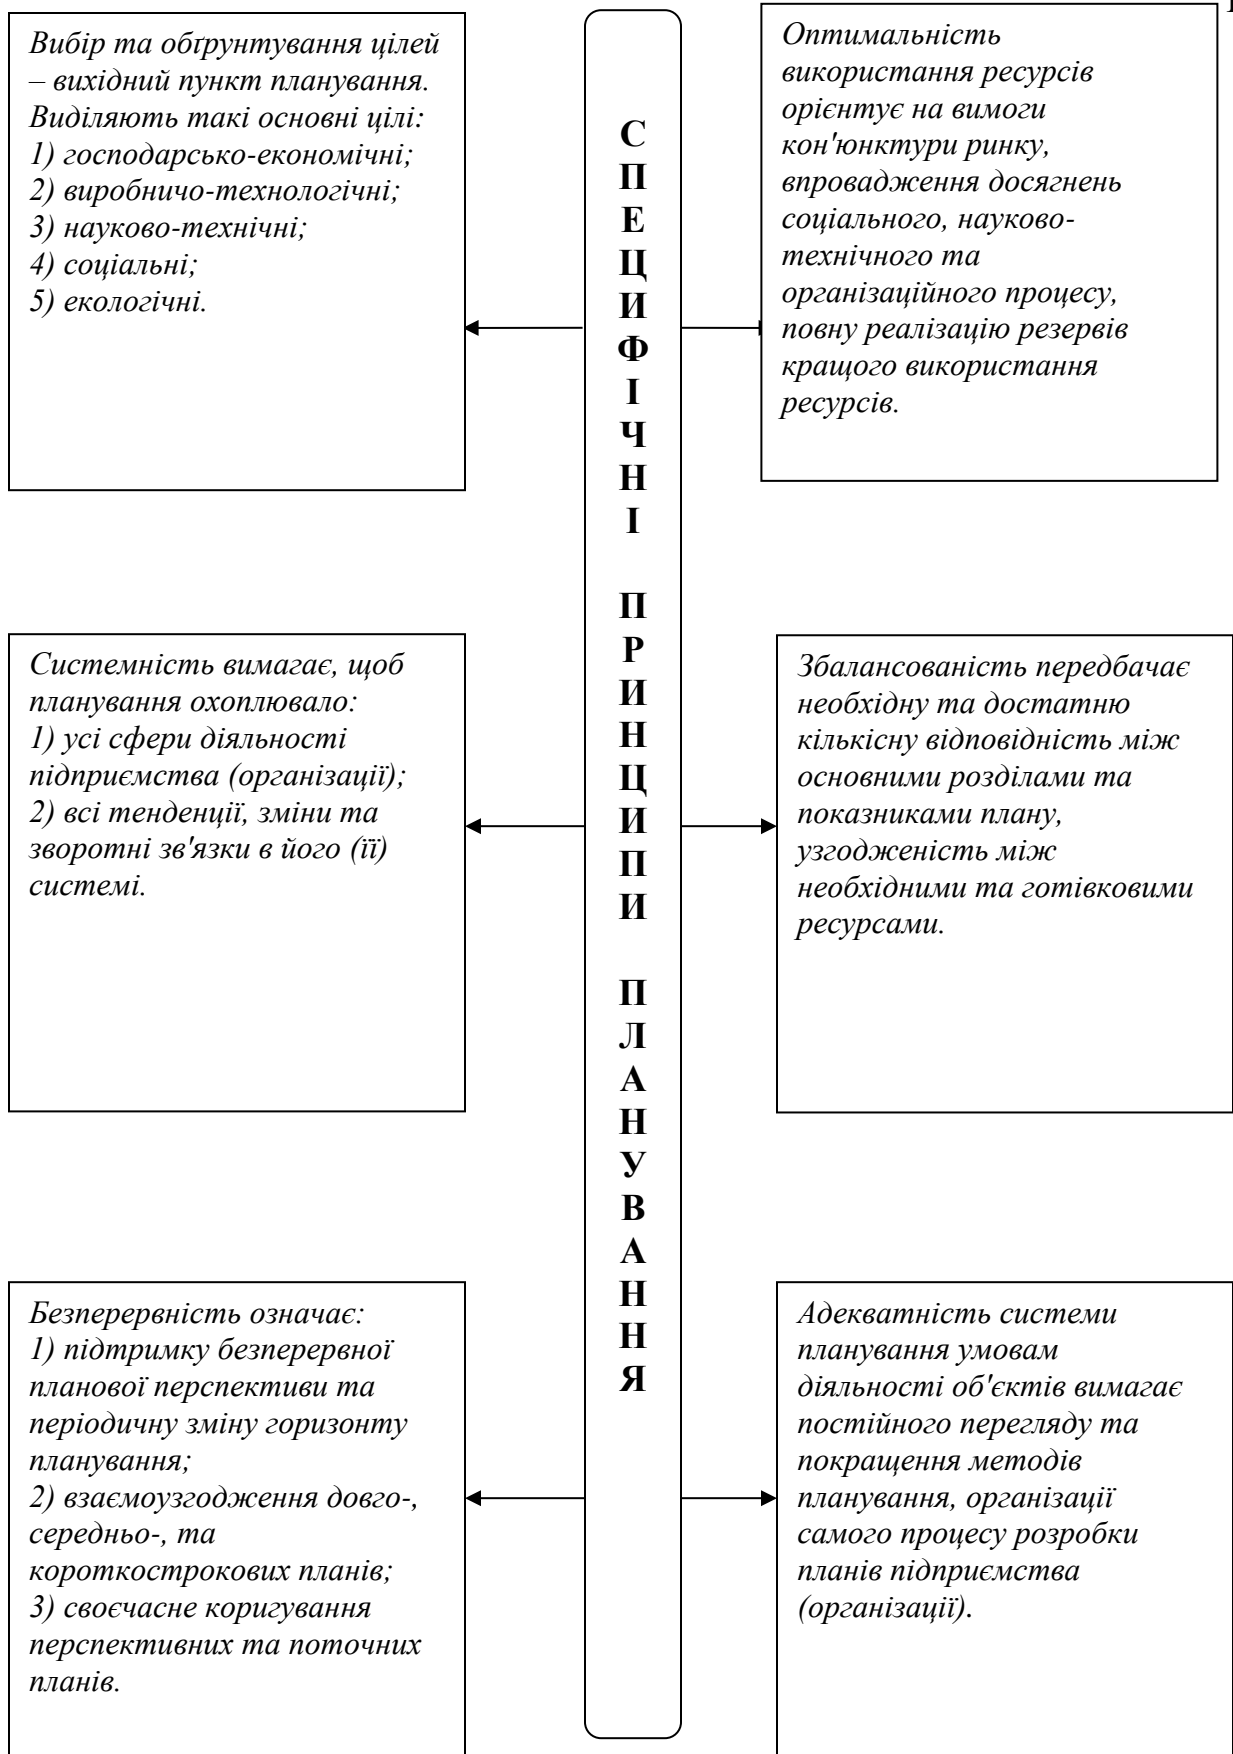 Вибір та обґрунтування цілей
– вихідний пункт планування.
Виділяють такі основні цілі:
1) господарсько-економічні;
2) виробничо-технологічні;
3) науково-технічні;
4) соціальні;
5) екологічні.
Оптимальність
використання ресурсів
орієнтує на вимоги
кон'юнктури ринку,
впровадження досягнень
соціального, науково-
технічного та
організаційного процесу,
повну реалізацію резервів
кращого використання
ресурсів.
С
П
Е
Ц
И
Ф
І
Ч
Н
І
П
Р
И
Н
Ц
И
П
И
П
Л
А
Н
У
В
А
Н
Н
Я
Системність вимагає, щоб
планування охоплювало:
1) усі сфери діяльності
підприємства (організації);
2) всі тенденції, зміни та
зворотні зв'язки в його (її)
системі.
Збалансованість передбачає
необхідну та достатню
кількісну відповідність між
основними розділами та
показниками плану,
узгодженість між
необхідними та готівковими
ресурсами.
Безперервність означає:
1) підтримку безперервної
планової перспективи та
періодичну зміну горизонту
планування;
2) взаємоузгодження довго-,
середньо-, та
короткострокових планів;
3) своєчасне коригування
перспективних та поточних
планів.
Адекватність системи
планування умовам
діяльності об'єктів вимагає
постійного перегляду та
покращення методів
планування, організації
самого процесу розробки
планів підприємства
(організації).